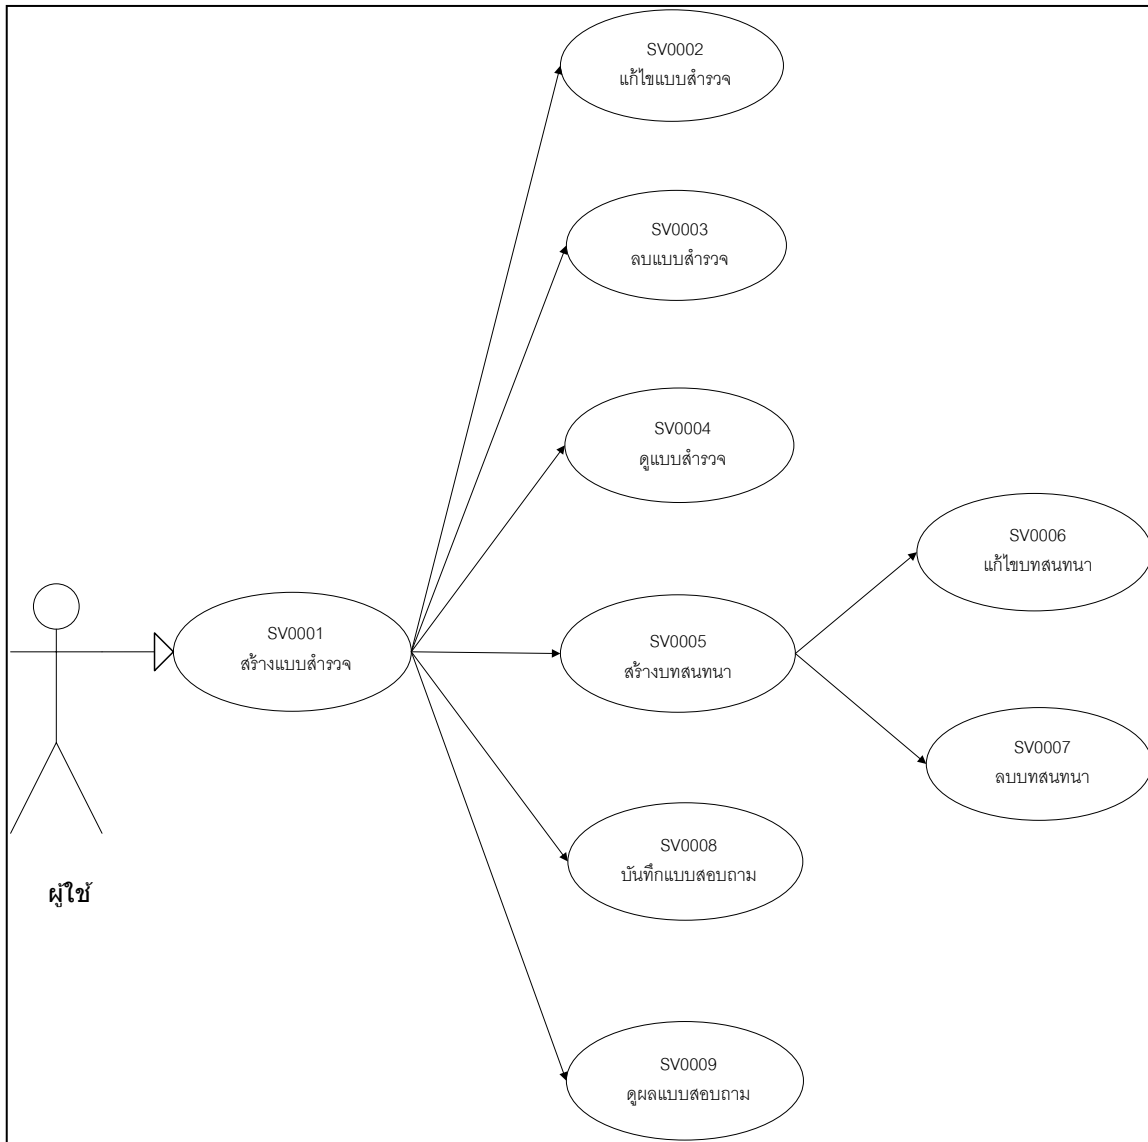 SV0002
แก้ไขแบบสำรวจ
SV0003
ลบแบบสำรวจ
SV0004
ดูแบบสำรวจ
SV0006
แก้ไขบทสนทนา
SV0001
สร้างแบบสำรวจ
SV0005
สร้างบทสนทนา
SV0007
ลบบทสนทนา
SV0008
บันทึกแบบสอบถาม
ผู้ใช้
SV0009
ดูผลแบบสอบถาม